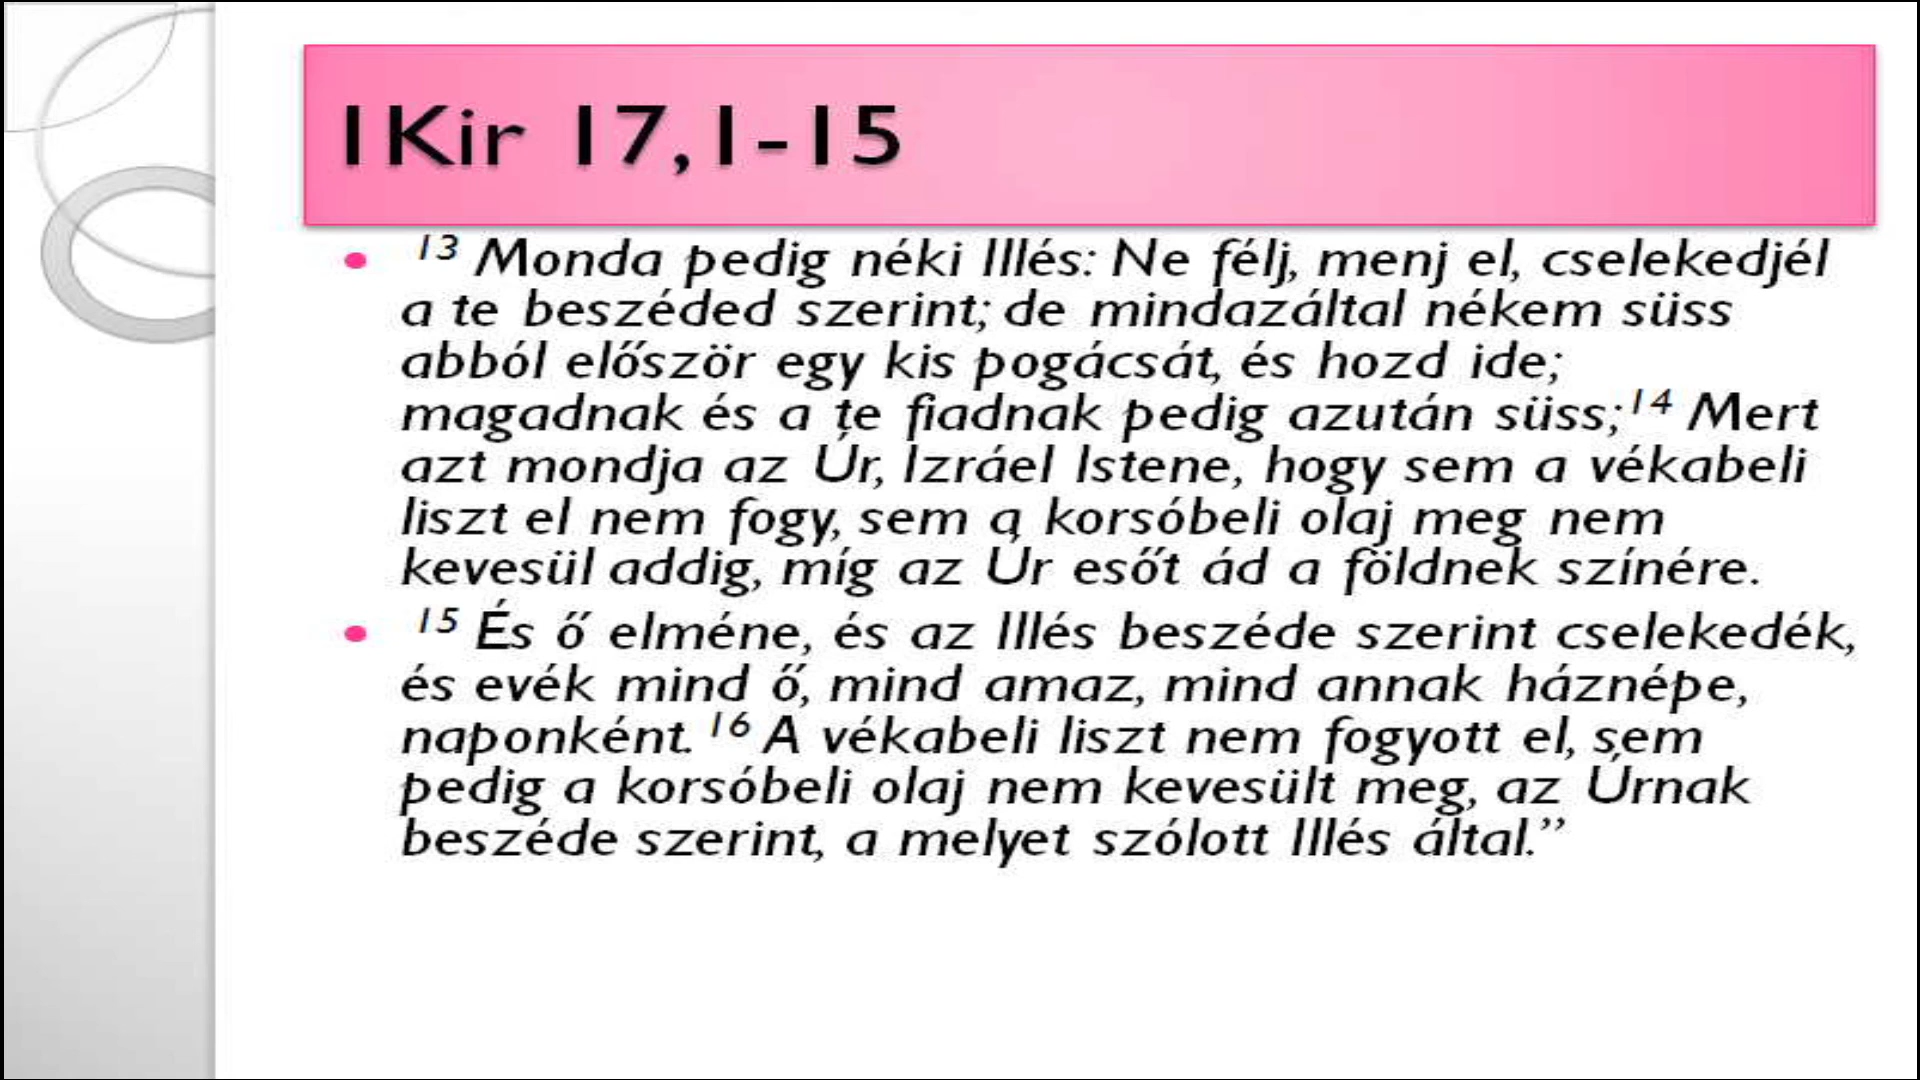 1Kir 17,1-15
• 13 Monda pedig néki Illés: Ne félj, menj el, cselekedjél
a te beszéded szerint; de mindazáltal nékem süss
abból először egy kis pogácsát, és hozd ide;
magadnak és a te fiadnak pedig azután süss;14 Mert
azt mondja az Úr, Izráel Istene, hogy sem a vékabeli
liszt el nem fogy, sem a korsóbeli olaj meg nem
kevesül addig, míg az Úr esőt ád a földnek színére.
• 15 És ő elméne, és az Illés beszéde szerint cselekedék,
és evék mind ő, mind amaz, mind annak háznépe,
naponként. 16 A vékabeli liszt nem fogyott el, sem
pedig a korsóbeli olaj nem kevesült meg, az Úrnak
beszéde szerint, a melyet szólott Illés által.”